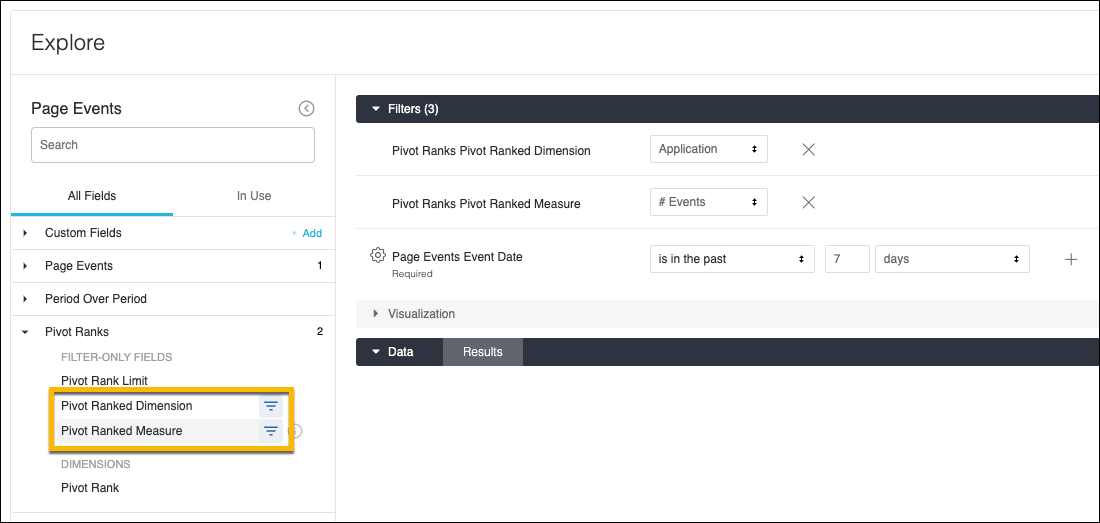 Explore
Page Events
Search
All Fields
In Use
Custom Fields
+ Add
Page Events
1
Period Over Period
Pivot Ranks
2
FILTER-ONLY FIELDS
Pivot Rank Limit
Pivot Ranked Dimension
Pivot Ranked Measure
DIMENSIONS
Pivot Rank
Filters (3)
Pivot Ranks Pivot Ranked Dimension
Application
Pivot Ranks Pivot Ranked Measure
# Events
Page Events Event Date
Required
is in the past
7
days
Visualization
Data
Results